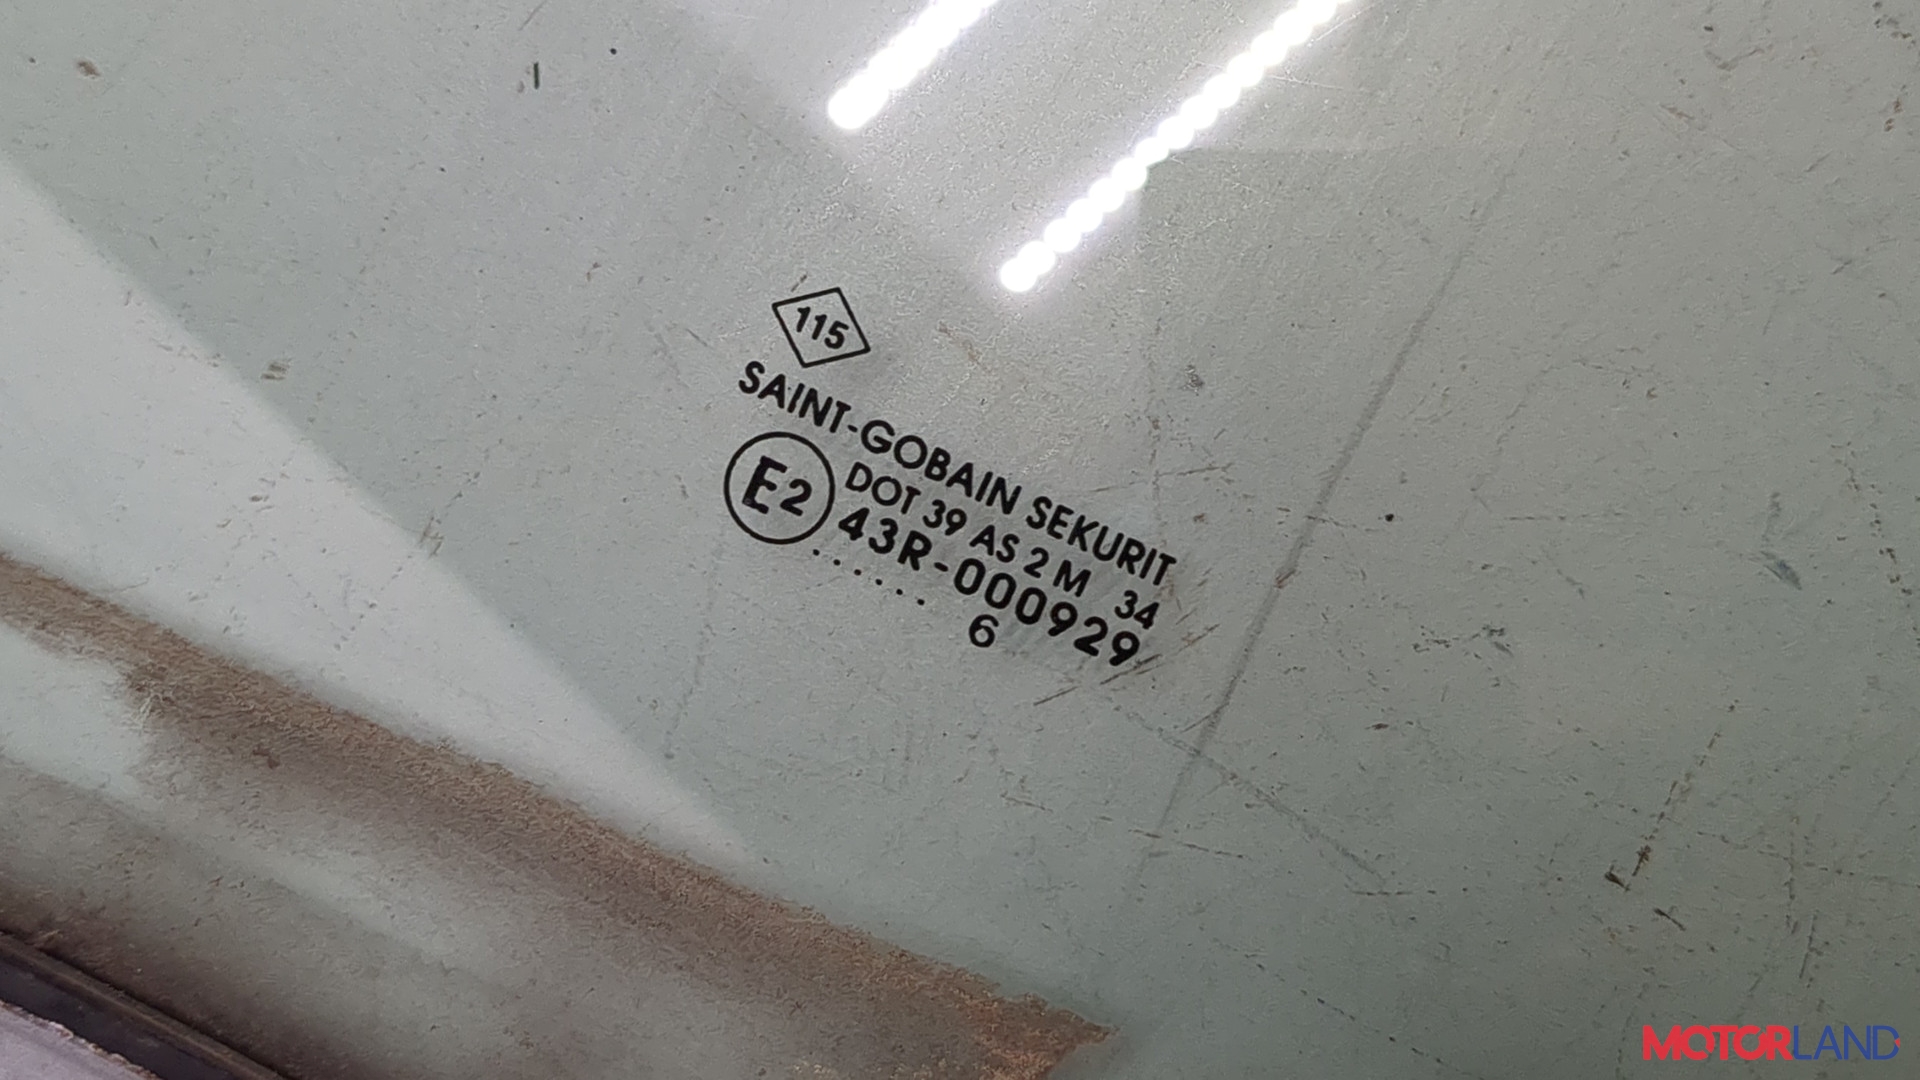 115
SAINT-GOBAIN SEKURIT
DOT 39 AS 2 M 34
E2 43R-000929
...... 6
MOTORLAND